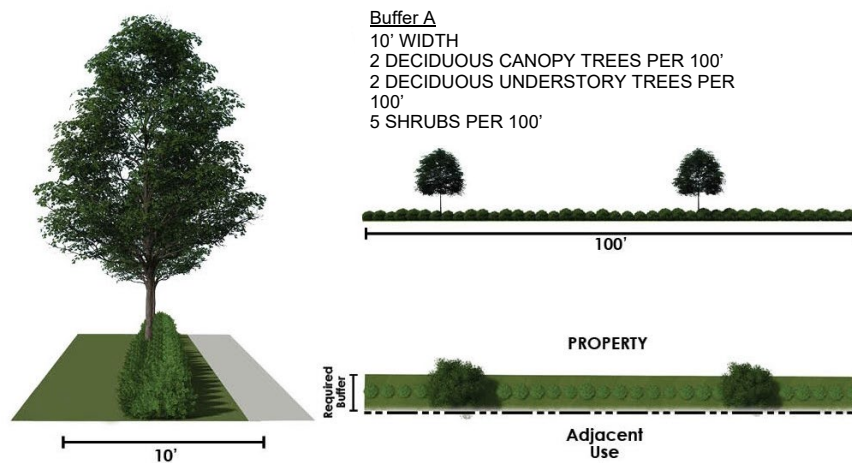 Buffer A
10’ WIDTH
2 DECIDUOUS CANOPY TREES PER 100’
2 DECIDUOUS UNDERSTORY TREES PER
100’
5 SHRUBS PER 100’
100’
PROPERTY
Required
Buffer
Adjacent
Use
10’